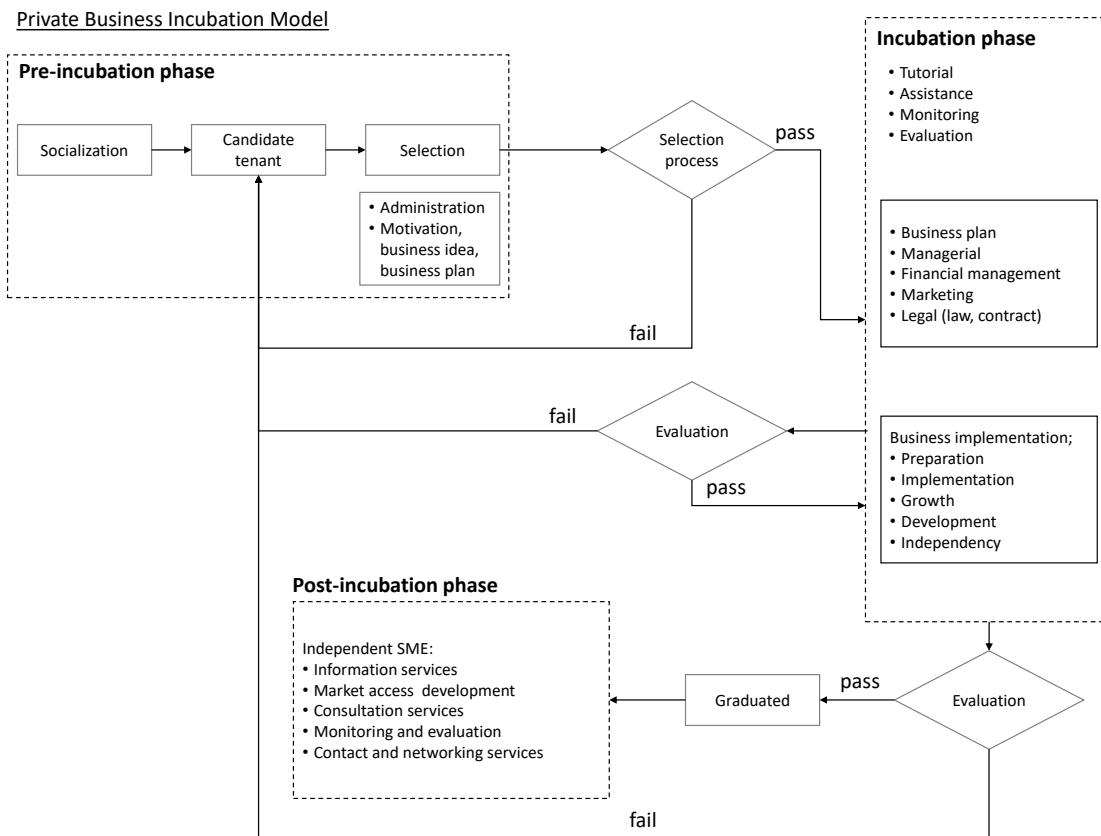 Private Business Incubation Model
Pre-incubation phase
Socialization
Candidate
tenant
Selection
• Administration
• Motivation,
business idea,
business plan
Selection
process
pass
fail
Incubation phase
• Tutorial
• Assistance
• Monitoring
• Evaluation
• Business plan
• Managerial
• Financial management
• Marketing
• Legal (law, contract)
fail
Evaluation
pass
Business implementation;
• Preparation
• Implementation
• Growth
• Development
• Independency
Post-incubation phase
Independent SME:
• Information services
• Market access development
• Consultation services
• Monitoring and evaluation
• Contact and networking services
Graduated
pass
Evaluation
fail